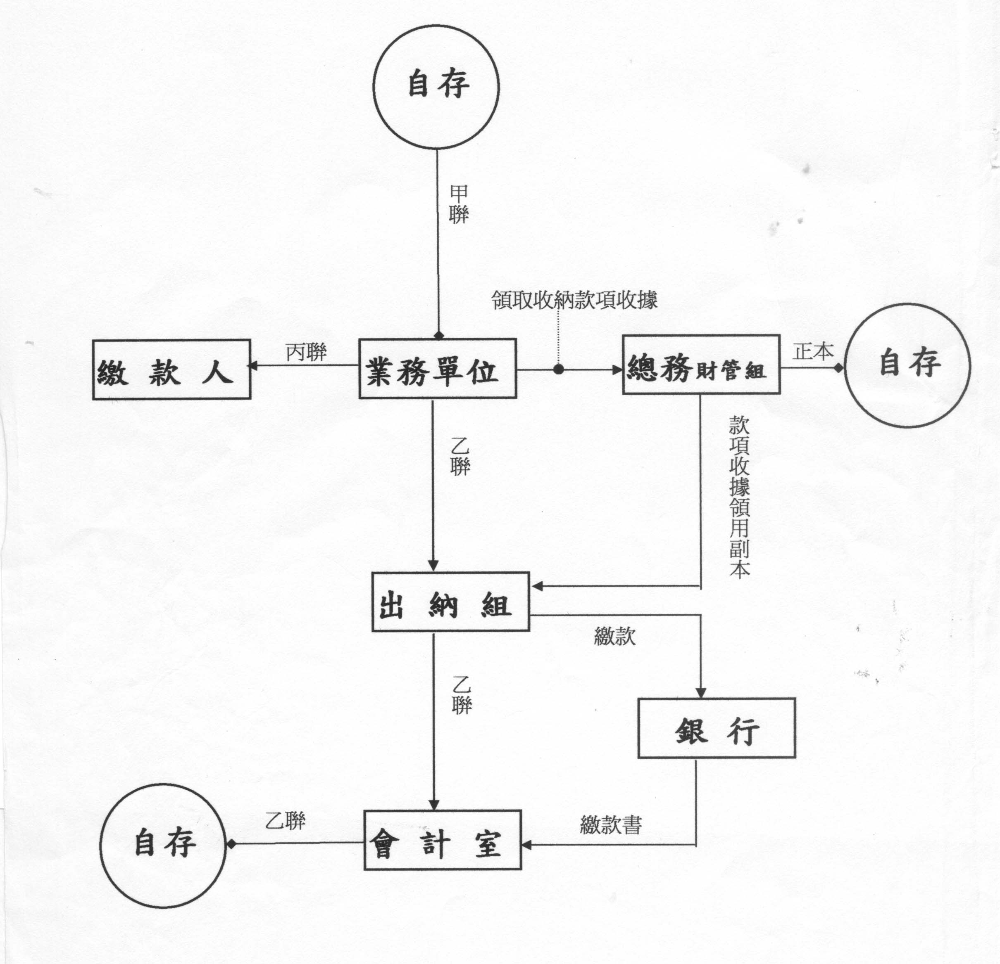 自存
甲聯
領取收納款項收據
繳款人
丙聯
業務單位
總務財管組
正本
自存
乙聯
款項收據領用副本
出納組
繳款
乙聯
銀行
自存
乙聯
會計室
繳款書